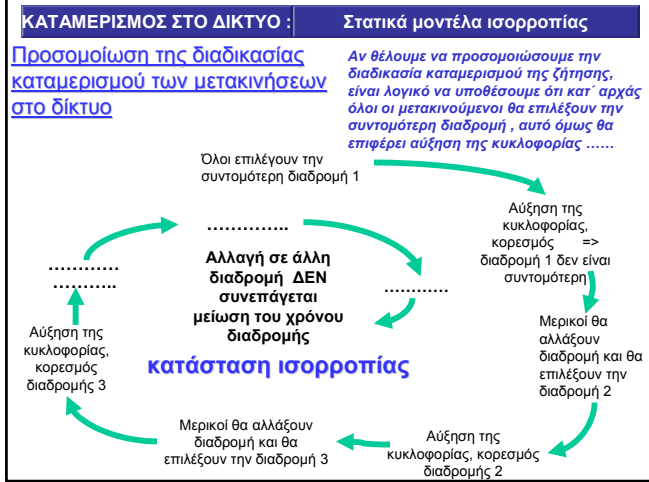 ΚΑΤΑΜΕΡΙΣΜΟΣ ΣΤΟ ΔΙΚΤΥΟ : Στατικά μοντέλα ισορροπίας
Προσομοίωση της διαδικασίας
καταμερισμού των μετακινήσεων
στο δίκτυο
Αν θέλουμε να προσομοιώσουμε την
διαδικασία καταμερισμού της ζήτησης,
είναι λογικό να υποθέσουμε ότι κατ΄ αρχάς
όλοι οι μετακινούμενοι θα επιλέξουν την
συντομότερη διαδρομή , αυτό όμως θα
επιφέρει αύξηση της κυκλοφορίας ……
Όλοι επιλέγουν την
συντομότερη διαδρομή 1
Αύξηση της
κυκλοφορίας,
κορεσμός =>
διαδρομή 1 δεν είναι
συντομότερη
Μερικοί θα
αλλάξουν
διαδρομή και θα
επιλέξουν την
διαδρομή 2
Αύξηση της
κυκλοφορίας, κορεσμός
διαδρομής 2
Μερικοί θα αλλάξουν
διαδρομή και θα
επιλέξουν την διαδρομή 3
Αύξηση της
κυκλοφορίας,
κορεσμός
διαδρομής 3
…………
………..
…………..
…………
Αλλαγή σε άλλη
διαδρομή ΔΕΝ
συνεπάγεται
μείωση του χρόνου
διαδρομής
κατάσταση ισορροπίας